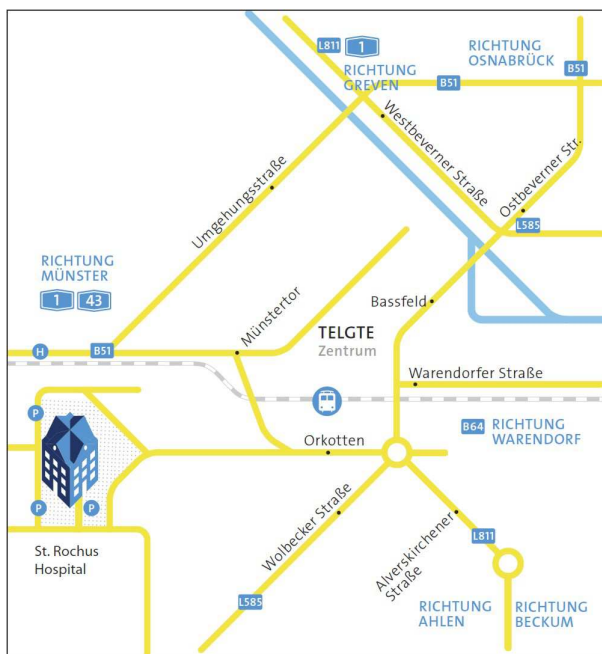 L811
1
RICHTUNG
GREVEN
RICHTUNG
OSNABRÜCK
B51
B51
Westbeverner Straße
Ostbeverner Str.
L585
Umgehungsstraße
RICHTUNG
MÜNSTER
1
43
Bassfeld
Münstertor
TELGTE
Zentrum
H
B51
Warendorfer Straße
P
B64
RICHTUNG
WARENDORF
Orkotten
P
P
St. Rochus
Hospital
Wolbecker Straße
Alverskirchener
Straße
L811
L585
RICHTUNG
AHLEN
RICHTUNG
BECKUM